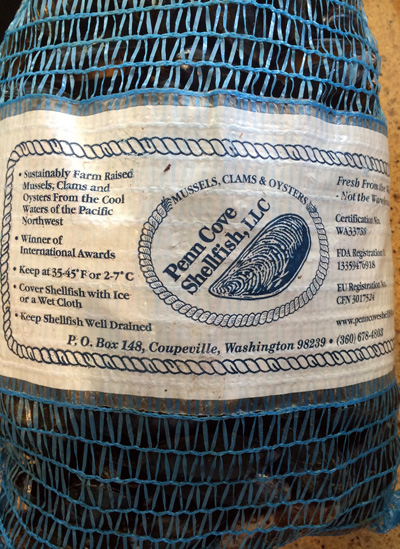 • Sustainably Farm Raised
Mussels, Clams and
Oysters From the Cool
Waters of the Pacific
Northwest
• Winner of
International Awards
• Keep at 35-45°F or 2-7°C
• Cover Shellfish with Ice
or a Wet Cloth
• Keep Shellfish Well Drained
MUSSELS, CLAMS & OYSTERS
Penn Cove
Shellfish, LLC
Fresh From the
- Not the
Certification No.
FDA Registration
13359476918
EU Registration No.
CFN 3017524
P. O. Box 148, Coupeville, Washington 98239 • (360) 678-4803